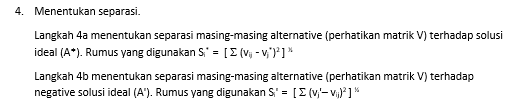 4. Menentukan separasi.
Langkah 4a menentukan separasi masing-masing alternative (perhatikan matrik V) terhadap solusi
ideal (A*). Rumus yang digunakan Sᵢ* = [ Σ (vᵢⱼ - vⱼ*)² ] ^½
Langkah 4b menentukan separasi masing-masing alternative (perhatikan matrik V) terhadap
negative solusi ideal (A'). Rumus yang digunakan Sᵢ' = [ Σ (vⱼ'– vᵢⱼ)² ] ^½